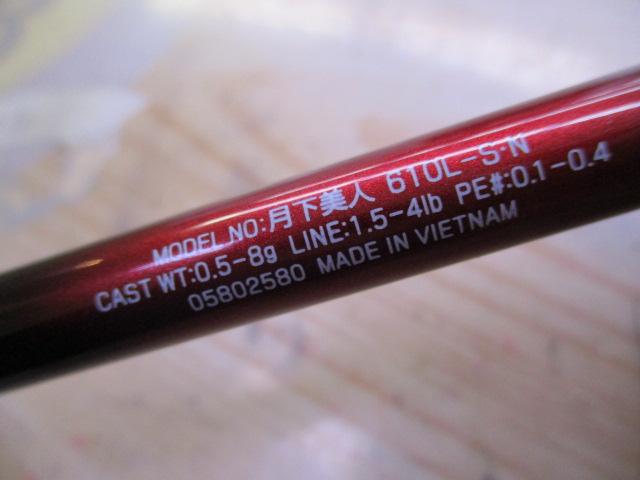 MODEL NO:月下美人 610L-S·N
CAST WT:0.5-8g LINE:1.5-4lb PE#:0.1-0.4
05802580 MADE IN VIETNAM